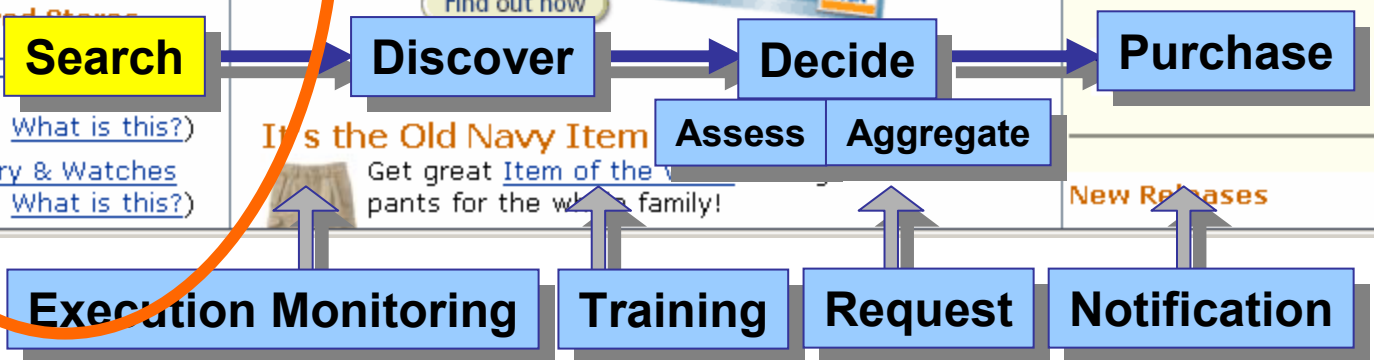 Find out now
Search
Discover
Decide
Purchase
Assess
Aggregate
What is this?)
It's the Old Navy Item
ry & Watches
What is this?)
Get great Item of the
pants for the whole family!
New Releases
Execution Monitoring
Training
Request
Notification